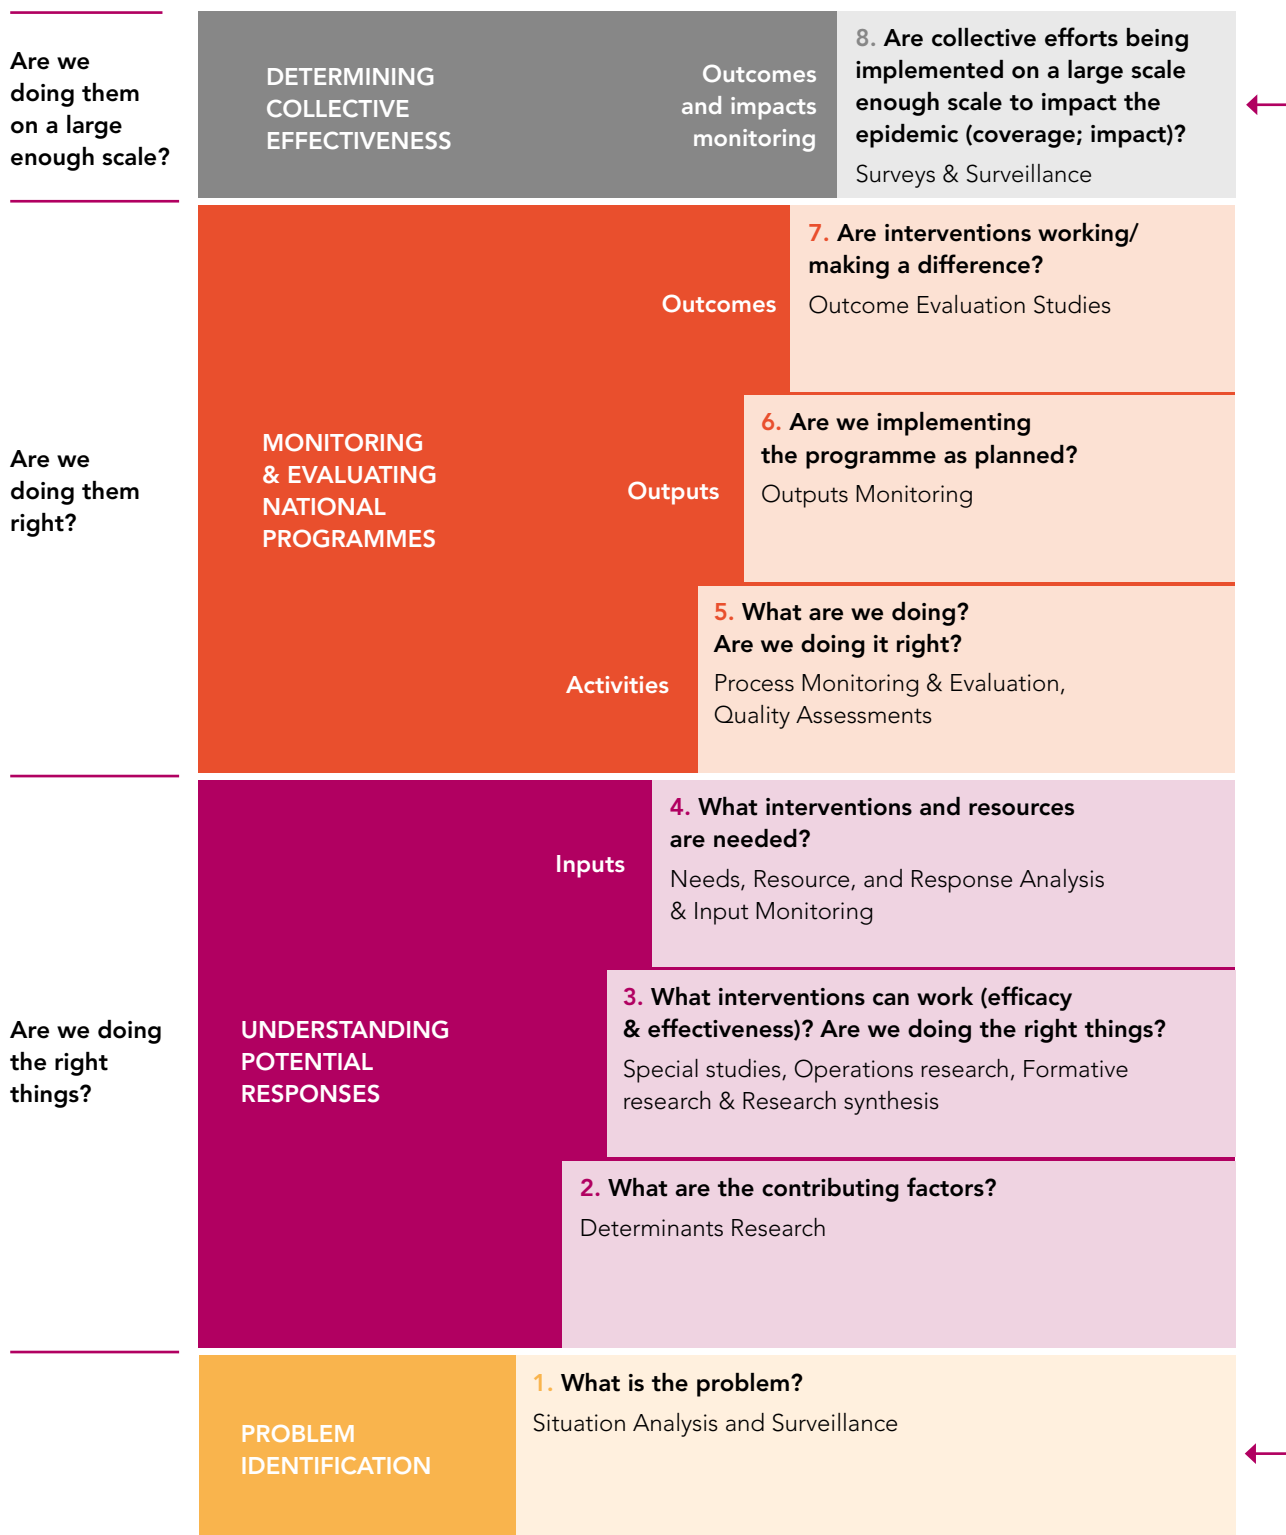 Are we
doing them
on a large
enough scale?
DETERMINING
COLLECTIVE
EFFECTIVENESS
Outcomes
and impacts
monitoring
8. Are collective efforts being
implemented on a large scale
enough scale to impact the
epidemic (coverage; impact)?
Surveys & Surveillance
Are we
doing them
right?
MONITORING
& EVALUATING
NATIONAL
PROGRAMMES
Outcomes
7. Are interventions working/
making a difference?
Outcome Evaluation Studies
Outputs
6. Are we implementing
the programme as planned?
Outputs Monitoring
Activities
5. What are we doing?
Are we doing it right?
Process Monitoring & Evaluation,
Quality Assessments
Are we doing
the right
things?
UNDERSTANDING
POTENTIAL
RESPONSES
Inputs
4. What interventions and resources
are needed?
Needs, Resource, and Response Analysis
& Input Monitoring
3. What interventions can work (efficacy
& effectiveness)? Are we doing the right things?
Special studies, Operations research, Formative
research & Research synthesis
2. What are the contributing factors?
Determinants Research
PROBLEM
IDENTIFICATION
1. What is the problem?
Situation Analysis and Surveillance